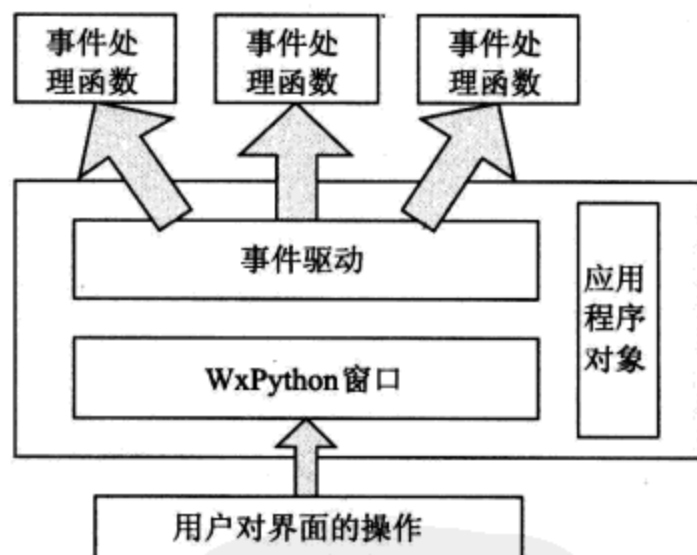 事件处
理函数
事件处
理函数
事件处
理函数
事件驱动
应用
程序
对象
WxPython窗口
用户对界面的操作